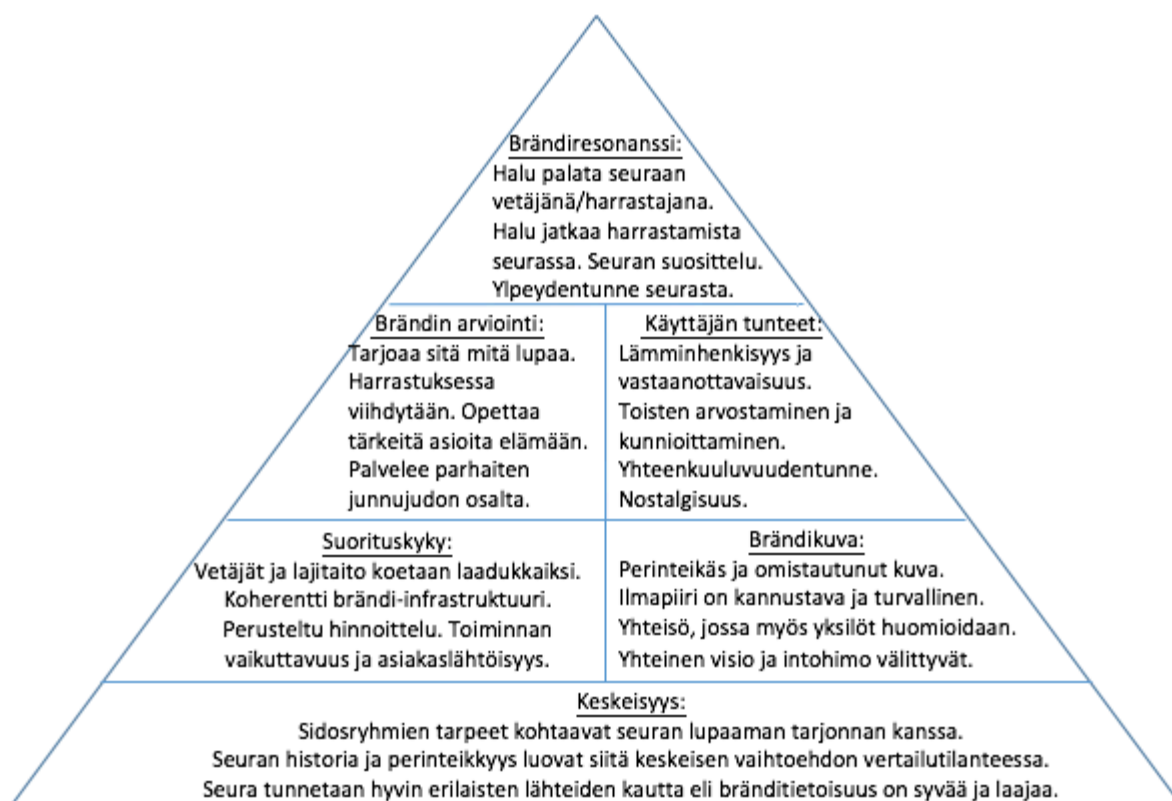 Brändiresonanssi:
Halu palata seuraan
vetäjänä/harrastajana.
Halu jatkaa harrastamista
seurassa. Seuran suosittelu.
Ylpeydentunne seurasta.
Brändin arviointi:
Tarjoaa sitä mitä lupaa.
Harrastuksessa
viihdytään. Opettaa
tärkeitä asioita elämään.
Palvelee parhaiten
junnujudon osalta.
Käyttäjän tunteet:
Lämminhenkisyys ja
vastaanottavaisuus.
Toisten arvostaminen ja
kunnioittaminen.
Yhteenkuuluvuudentunne.
Nostalgisuus.
Suorituskyky:
Vetäjät ja lajitaito koetaan laadukkaiksi.
Koherentti brändi-infrastruktuuri.
Perusteltu hinnoittelu. Toiminnan
vaikuttavuus ja asiakaslähtöisyys.
Brändikuva:
Perinteikäs ja omistautunut kuva.
Ilmapiiri on kannustava ja turvallinen.
Yhteisö, jossa myös yksilöt huomioidaan.
Yhteinen visio ja intohimo välittyvät.
Keskeisyys:
Sidosryhmien tarpeet kohtaavat seuran lupaaman tarjonnan kanssa.
Seuran historia ja perinteikkyys luovat siitä keskeisen vaihtoehdon vertailutilanteessa.
Seura tunnetaan hyvin erilaisten lähteiden kautta eli bränditietoisuus on syvää ja laajaa.